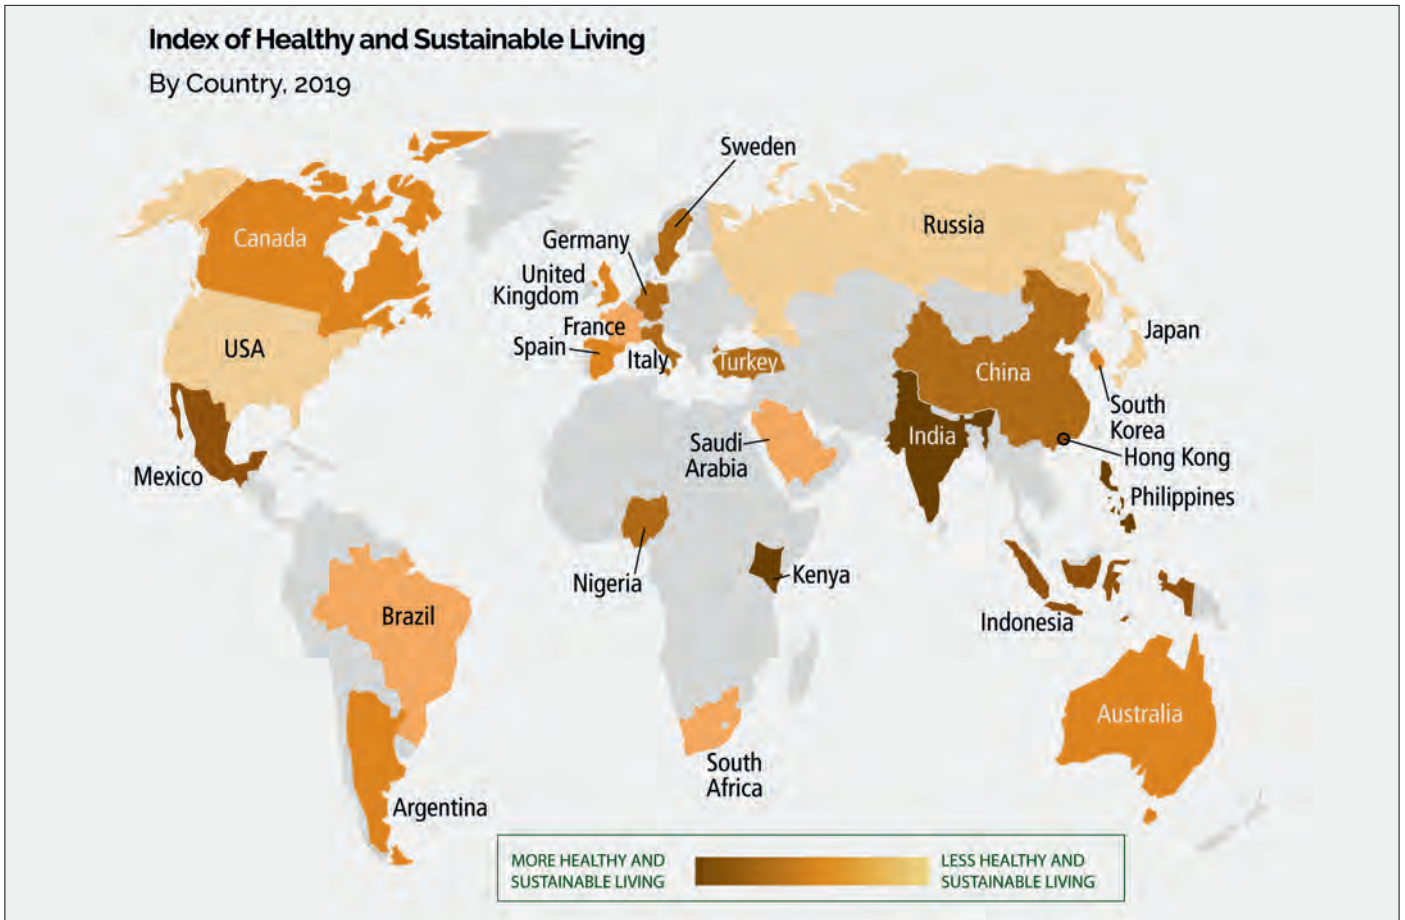 Index of Healthy and Sustainable Living
By Country, 2019
Sweden
Russia
Canada
Germany
United
Kingdom
France
Spain
Italy
Turkey
USA
Japan
China
South
Korea
India
Hong Kong
Saudi
Arabia
Mexico
Philippines
Nigeria
Kenya
Brazil
Indonesia
Australia
South
Africa
Argentina
MORE HEALTHY AND
SUSTAINABLE LIVING
LESS HEALTHY AND
SUSTAINABLE LIVING